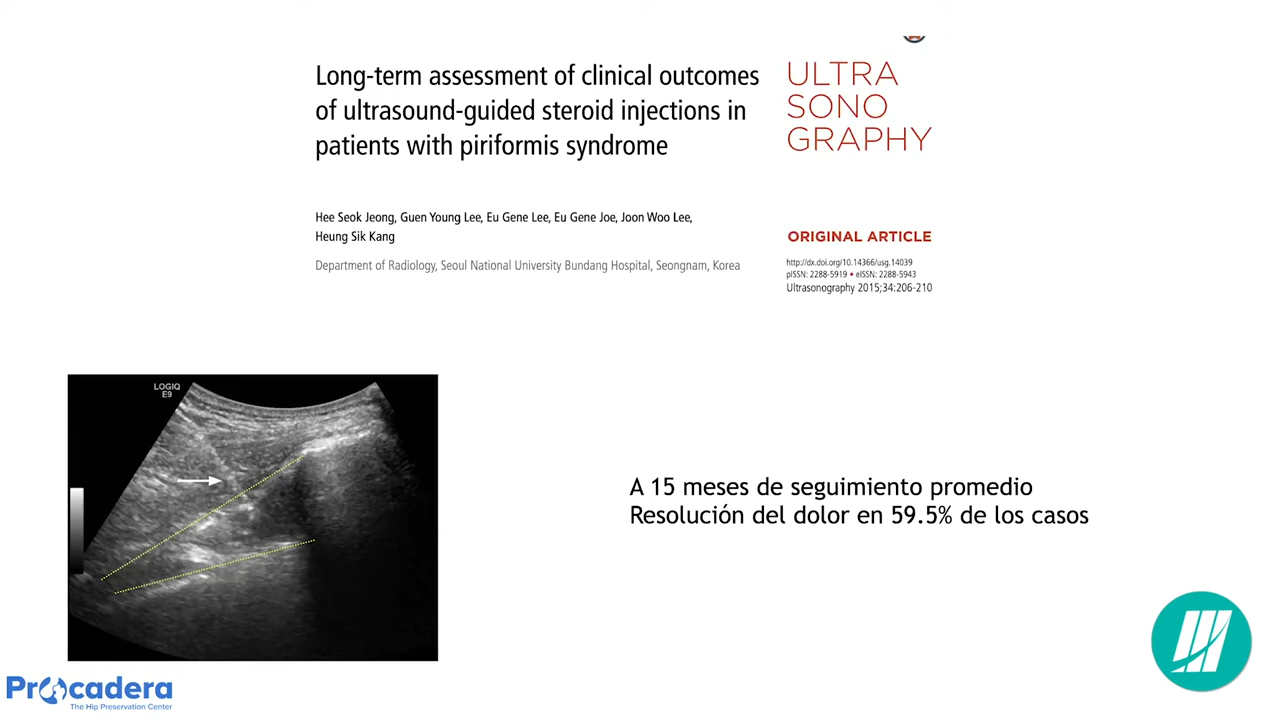 Long-term assessment of clinical outcomes
of ultrasound-guided steroid injections in
patients with piriformis syndrome
Hee Seok Jeong, Guen Young Lee, Eu Gene Lee, Eu Gene Joe, Joon Woo Lee,
Heung Sik Kang
Department of Radiology, Seoul National University Bundang Hospital, Seongnam, Korea
ULTRA
SONO
GRAPHY
ORIGINAL ARTICLE
http://dx.doi.org/10.14366/usg.14039
pISSN: 2288-5919 • eISSN: 2288-5943
Ultrasonography 2015;34:206-210
LOGIQ
E9
A 15 meses de seguimiento promedio
Resolución del dolor en 59.5% de los casos
Procadera
The Hip Preservation Center